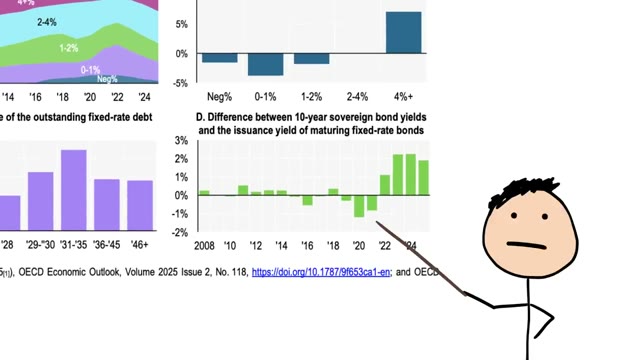 4+%
2-4%
1-2%
0-1%
Neg%
'14 '16 '18 '20 '22 '24
5%
0%
-5%
Neg% 0-1% 1-2% 2-4% 4%+
e of the outstanding fixed-rate debt
D. Difference between 10-year sovereign bond yields
and the issuance yield of maturing fixed-rate bonds
'28 '29-'30 '31-'35 '36-'45 '46+
3%
2%
1%
0%
-1%
-2%
2008 '10 '12 '14 '16 '18 '20 '22 '24
5[1]), OECD Economic Outlook, Volume 2025 Issue 2, No. 118, https://doi.org/10.1787/9f653ca1-en; and OECD